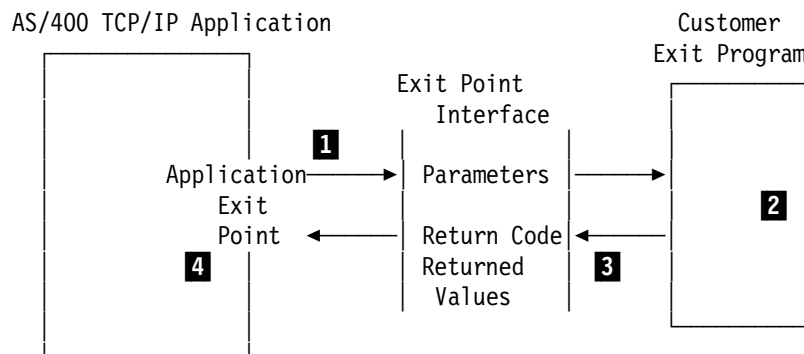 AS/400 TCP/IP Application
Customer
Exit Program
Exit Point
Interface
1
Application
Exit
Point
Parameters
2
Return Code
Returned
Values
3
4